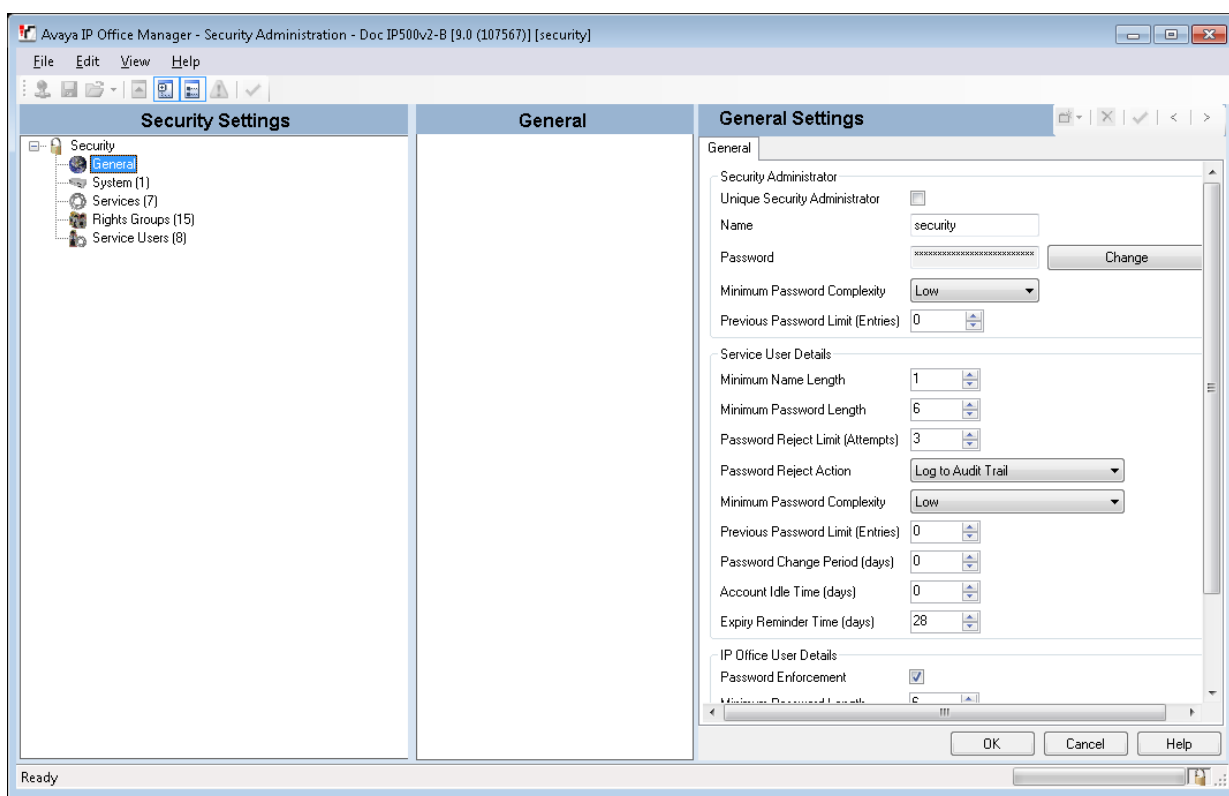 Avaya IP Office Manager - Security Administration - Doc IP500v2-B [9.0 (107567)] [security]
File Edit View Help
Security Settings
Security
General
System (1)
Services (7)
Rights Groups (15)
Service Users (8)
General
General Settings
General
Security Administrator
Unique Security Administrator
Name security
Password ************************** Change
Minimum Password Complexity Low
Previous Password Limit (Entries) 0
Service User Details
Minimum Name Length 1
Minimum Password Length 6
Password Reject Limit (Attempts) 3
Password Reject Action Log to Audit Trail
Minimum Password Complexity Low
Previous Password Limit (Entries) 0
Password Change Period (days) 0
Account Idle Time (days) 0
Expiry Reminder Time (days) 28
IP Office User Details
Password Enforcement
Minimum Password Length 6
OK Cancel Help
Ready